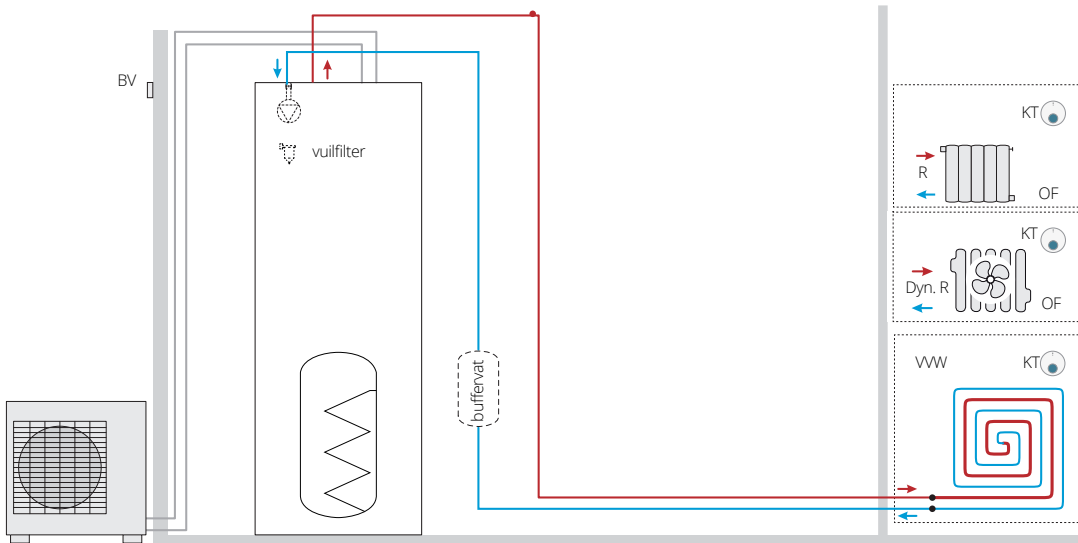 BV
vuilfilter
buffervat
KT
R
OF
KT
Dyn. R
OF
VVW
KT